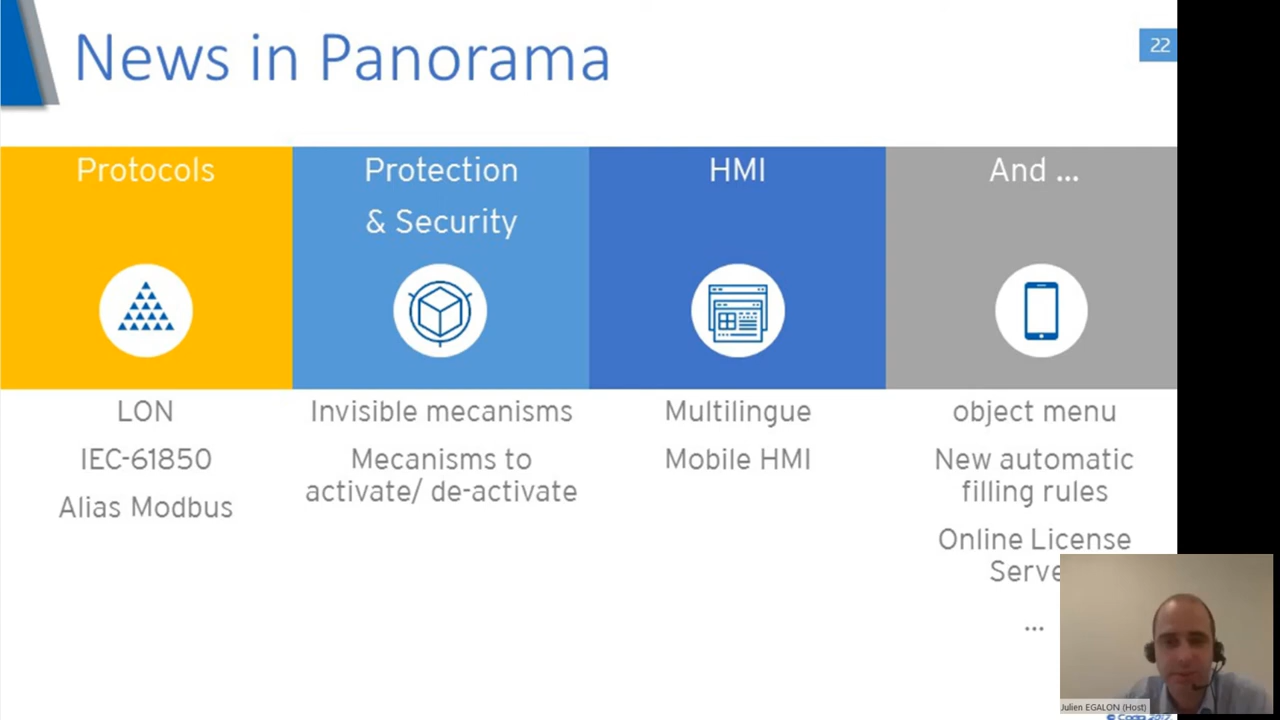 News in Panorama
22
Protocols
Protection
& Security
HMI
And ...
LON
IEC-61850
Alias Modbus
Invisible mecanisms
Mecanisms to
activate/ de-activate
Multilingue
Mobile HMI
object menu
New automatic
filling rules
Online License
Serve
...
Julien EGALON (Host)